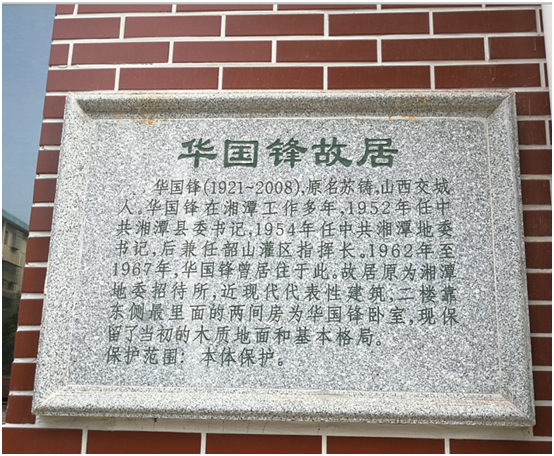 华国锋故居
华国锋(1921~2008),原名苏铸,山西交城
人。华国锋在湘潭工作多年,1952年任中
共湘潭县委书记,1954年任中共湘潭地委
书记,后兼任韶山灌区指挥长。1962年至
1967年,华国锋曾居住于此。故居原为湘潭
地委招待所,近现代代表性建筑;二楼靠
东侧最里面的两间房为华国锋卧室,现保
留了当初的木质地面和基本格局。
保护范围:本体保护。